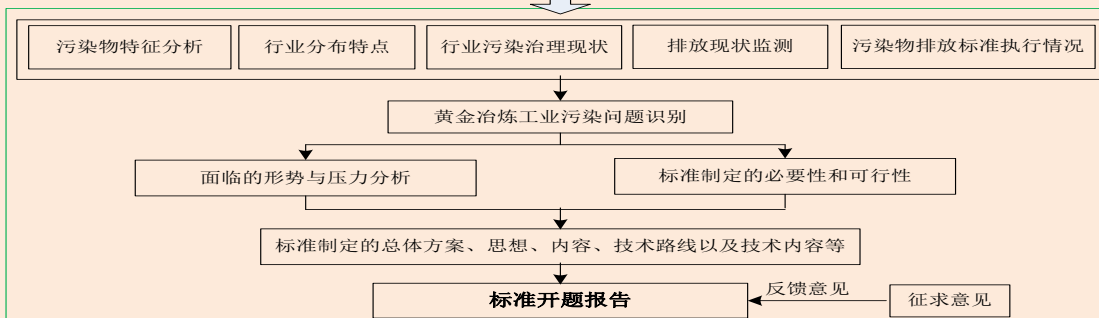 污染物特征分析
行业分布特点
行业污染治理现状
排放现状监测
污染物排放标准执行情况
黄金冶炼工业污染问题识别
面临的形势与压力分析
标准制定的必要性和可行性
标准制定的总体方案、思想、内容、技术路线以及技术内容等
标准开题报告
反馈意见
征求意见